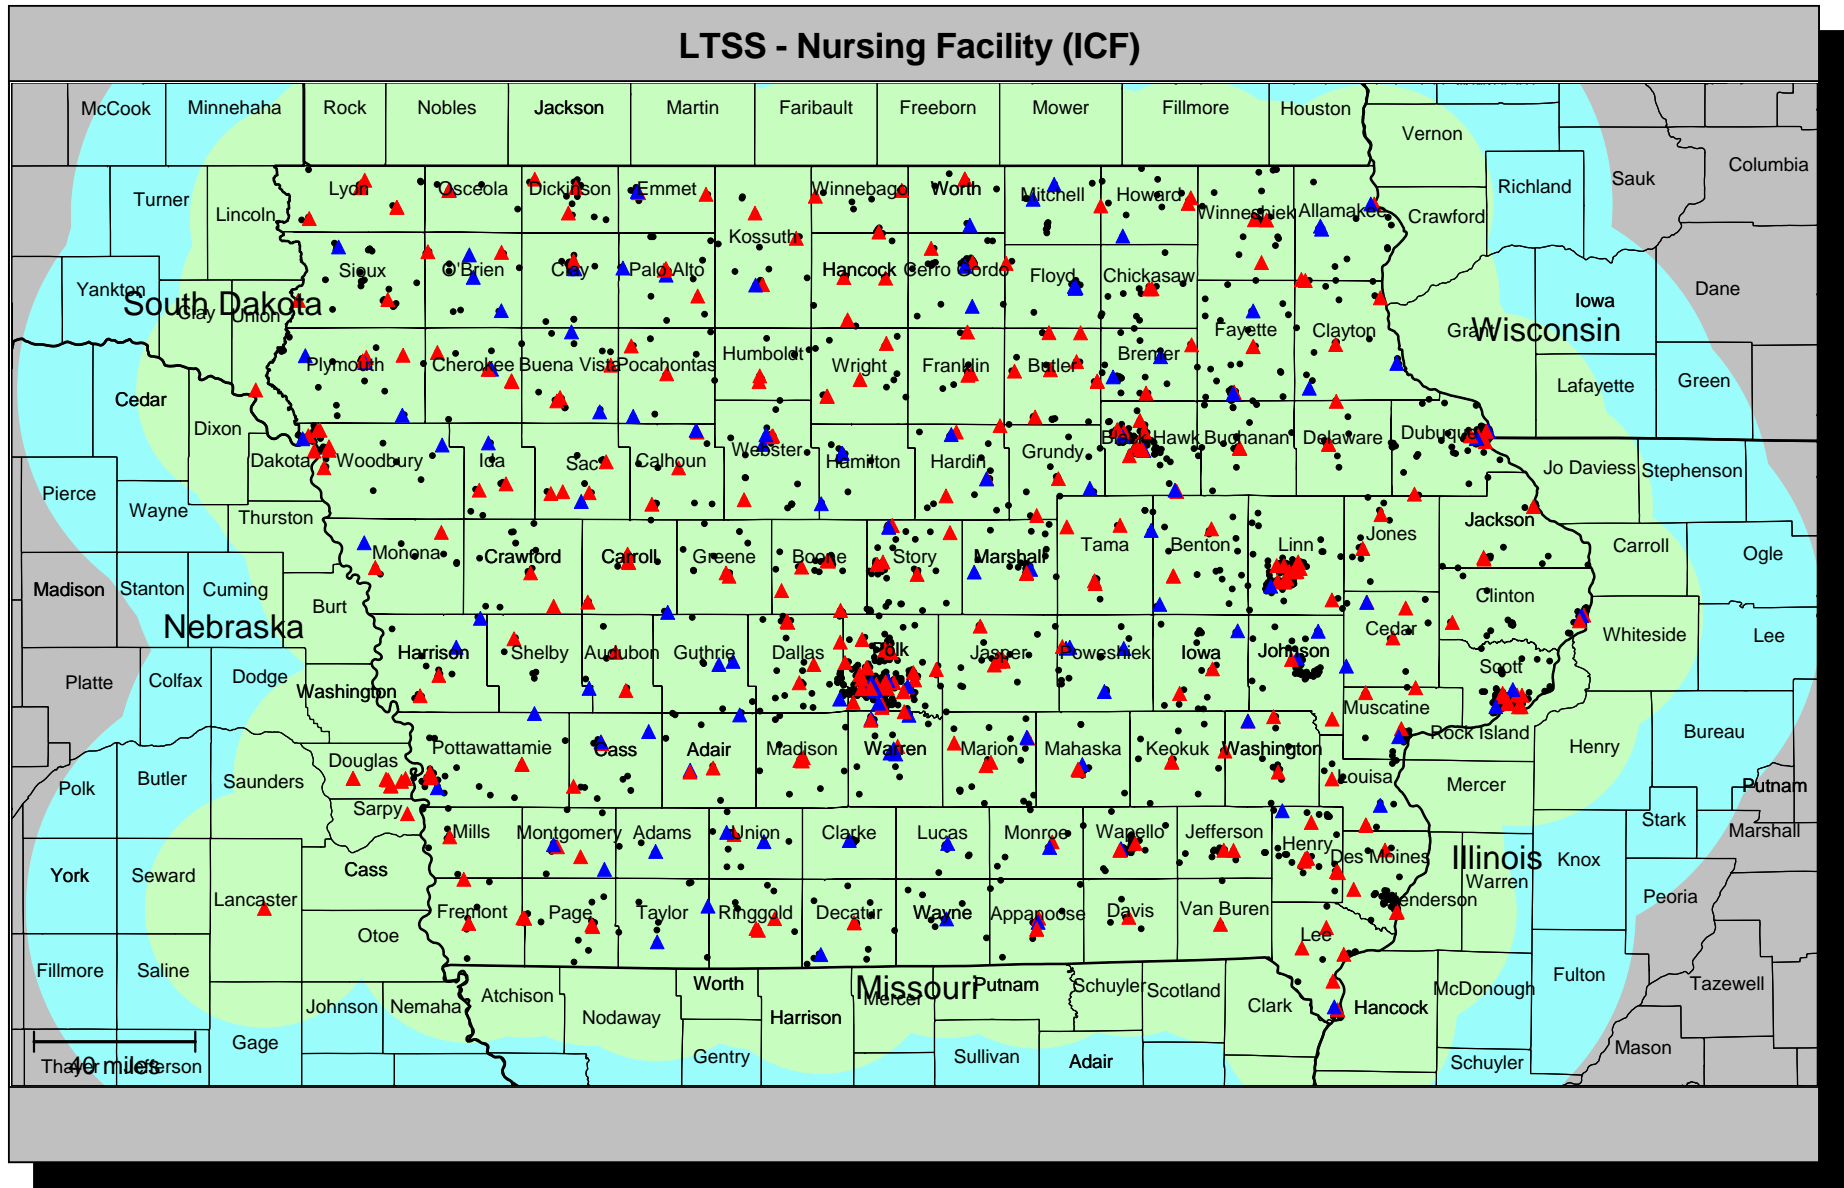 LTSS - Nursing Facility (ICF)
McCook Minnehaha Rock Nobles Jackson Martin Faribault Freeborn Mower Fillmore Houston
Vernon
Columbia
Sauk
Richland
Turner Lyon Osceola Dickinson Emmet Winnebago Worth Mitchell Howard
Lincoln Winneshiek Allamakee Crawford
Kossuth
Sioux O'Brien Clay Palo Alto Hancock Cerro Gordo Floyd Chickasaw
Yankton Clay Union Iowa Dane
South Dakota
Wisconsin
Fayette Clayton Grant
Plymouth Cherokee Buena Vista Pocahontas Humboldt Wright Franklin Butler Bremer
Cedar Lafayette Green
Dixon
Dakota Woodbury Ida Sac Calhoun Webster Hamilton Hardin Grundy Black Hawk Buchanan Delaware Dubuque
Jo Daviess Stephenson
Pierce
Wayne
Thurston Jackson
Monona Crawford Carroll Greene Boone Story Marshall Tama Benton Linn Jones
Carroll Ogle
Madison Stanton Cuming Burt Clinton
Nebraska
Cedar Whiteside Lee
Harrison Shelby Audubon Guthrie Dallas Polk Jasper Poweshiek Iowa Johnson
Scott
Platte Colfax Dodge Washington
Muscatine
Rock Island
Pottawattamie Cass Adair Madison Warren Marion Mahaska Keokuk Washington
Henry Bureau
Douglas
Polk Butler Saunders Louisa Mercer Putnam
Sarpy
Stark
Marshall
Mills Montgomery Adams Union Clarke Lucas Monroe Wapello Jefferson
Henry
Des Moines
Illinois
Knox
York Seward Cass
Warren
Peoria
Lancaster
Fremont Page Taylor Ringgold Decatur Wayne Appanoose Davis Van Buren
Henderson
Otoe Lee
Fillmore Saline Fulton
Missouri
Johnson Nemaha Atchison Worth Mercer Putnam Schuyler Scotland Clark Hancock McDonough Tazewell
Nodaway Harrison
Gage
Gentry Sullivan Adair Schuyler Mason
Thayer Jefferson
40 miles